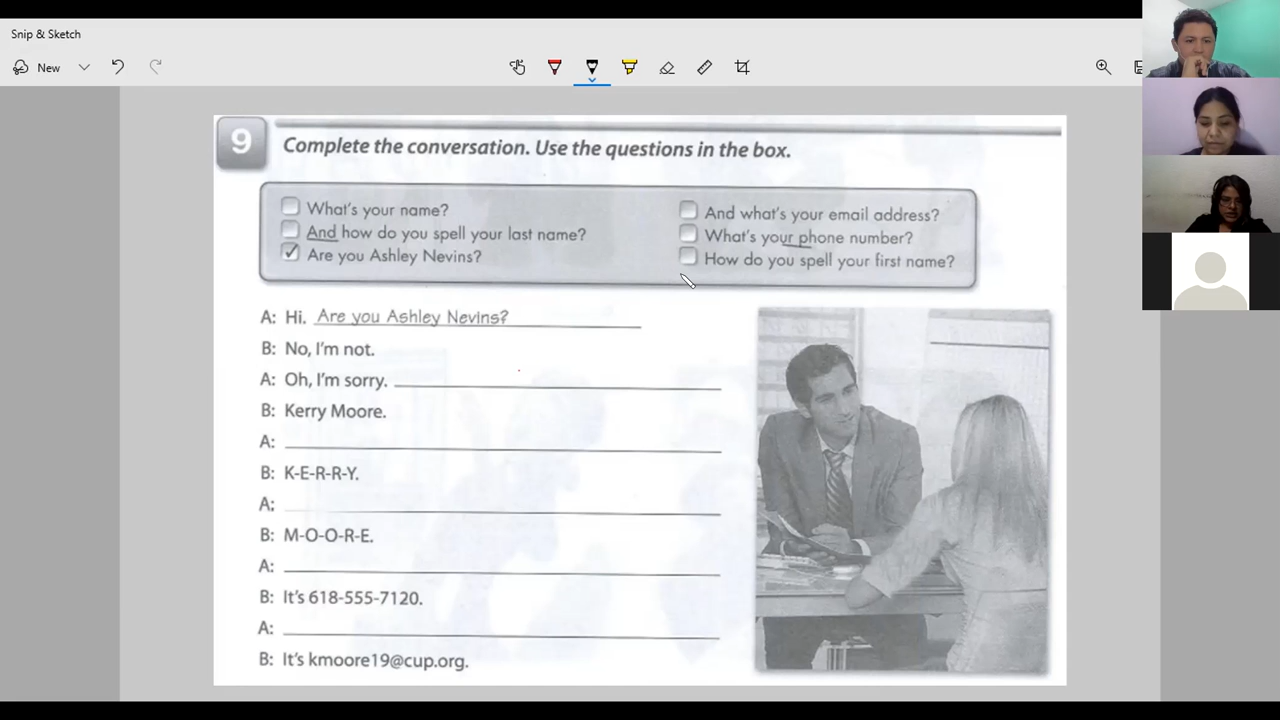 Snip & Sketch
New
9
Complete the conversation. Use the questions in the box.
What's your name?
And how do you spell your last name?
Are you Ashley Nevins?
And what's your email address?
What's your phone number?
How do you spell your first name?
A: Hi. Are you Ashley Nevins?
B: No, I'm not.
A: Oh, I'm sorry.
B: Kerry Moore.
A:
B: K-E-R-R-Y.
A:
B: M-O-O-R-E.
A:
B: It's 618-555-7120.
A:
B: It's kmoore19@cup.org.